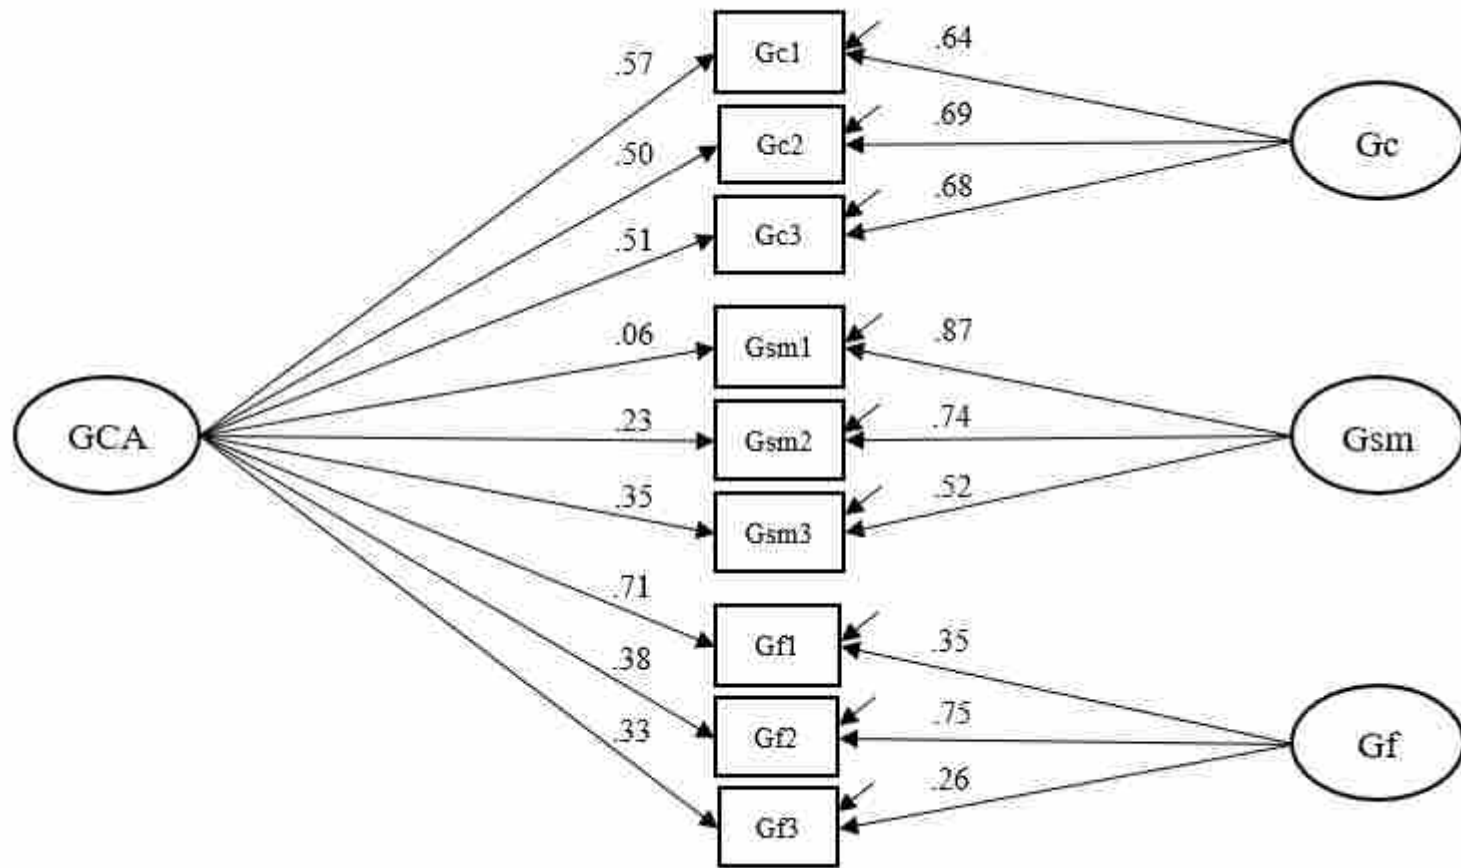 Gc1
.57
.64
Gc2
.50
.69
Gc
Gc3
.51
.68
Gsm1
.06
.87
GCA
Gsm2
.23
.74
Gsm
Gsm3
.35
.52
Gf1
.71
.35
Gf2
.38
.75
Gf
Gf3
.33
.26